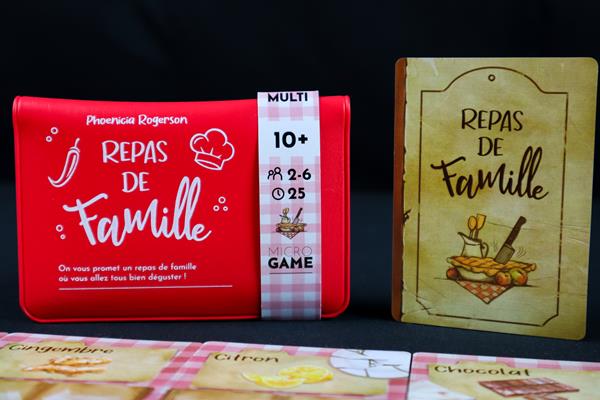 Phoenicia Rogerson
REPAS
DE
Famille
On vous promet un repas de famille
où vous allez tous bien déguster !
MULTI
10+
2-6
25
MICRO
GAME
REPAS
DE
Famille
Gingembre
Citron
Chocolat